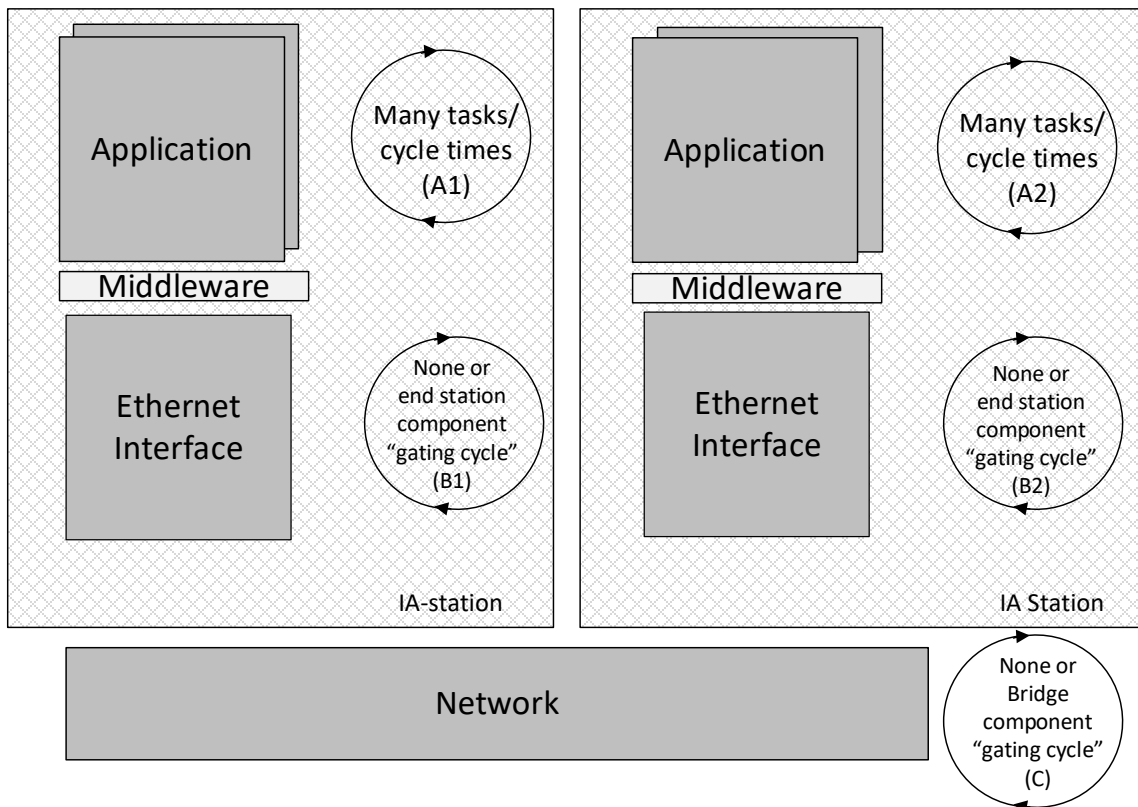 Application
Many tasks/
cycle times
(A1)
Middleware
Ethernet
Interface
None or
end station
component
“gating cycle”
(B1)
IA-station
Application
Many tasks/
cycle times
(A2)
Middleware
Ethernet
Interface
None or
end station
component
“gating cycle”
(B2)
IA Station
Network
None or
Bridge
component
“gating cycle”
(C)